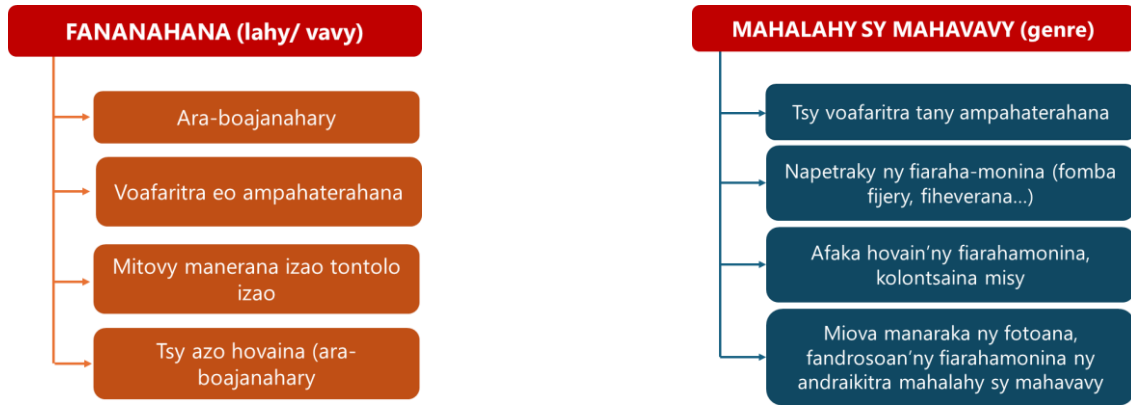 FANANAHANA (lahy/ vavy)
Ara-boajanahary
Voafaritra eo ampahaterahana
Mitovy manerana izao tontolo
izao
Tsy azo hovaina (ara-
boajanahary
MAHALAHY SY MAHAVAVY (genre)
Tsy voafaritra tany ampahaterahana
Napetraky ny fiaraha-monina (fomba
fijery, fiheverana...)
Afaka hovain’ny fiarahamonina,
kolontsaina misy
Miova manaraka ny fotoana,
fandrosoan’ny fiarahamonina ny
andraikitra mahalahy sy mahavavy